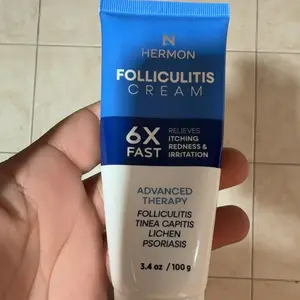 HERMON
FOLLICULITIS
CREAM
6X
FAST
RELIEVES
ITCHING
REDNESS &
IRRITATION
ADVANCED
THERAPY
FOLLICULITIS
TINEA CAPITIS
LICHEN
PSORIASIS
3.4 oz / 100 g